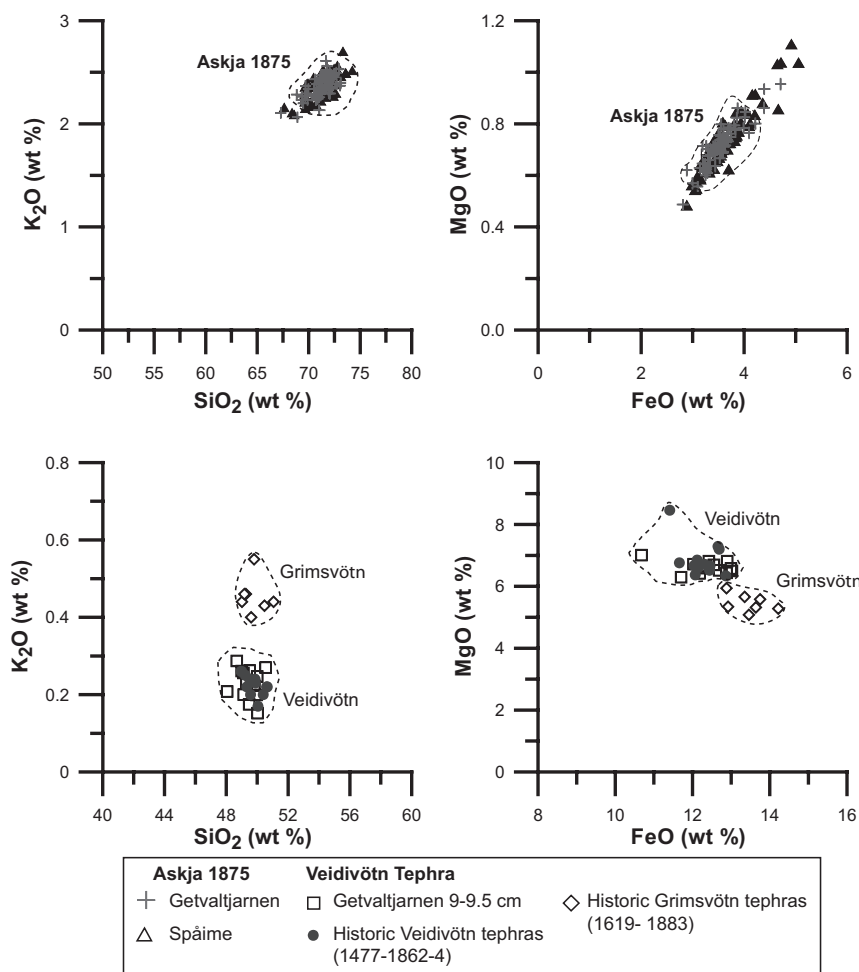 3
2
1
0
K2O (wt %)
Askja 1875
50 55 60 65 70 75 80
SiO2 (wt %)
1.2
0.8
0.4
0.0
MgO (wt %)
Askja 1875
0 2 4 6
FeO (wt %)
0.8
0.6
0.4
0.2
0
K2O (wt %)
Grimsvötn
Veidivötn
40 44 48 52 56 60
SiO2 (wt %)
10
8
6
4
2
0
MgO (wt %)
Veidivötn
Grimsvötn
8 10 12 14 16
FeO (wt %)
Askja 1875 Veidivötn Tephra
Getvaltjarnen Getvaltjarnen 9-9.5 cm Historic Grimsvötn tephras
(1619- 1883)
Spåime Historic Veidivötn tephras
(1477-1862-4)